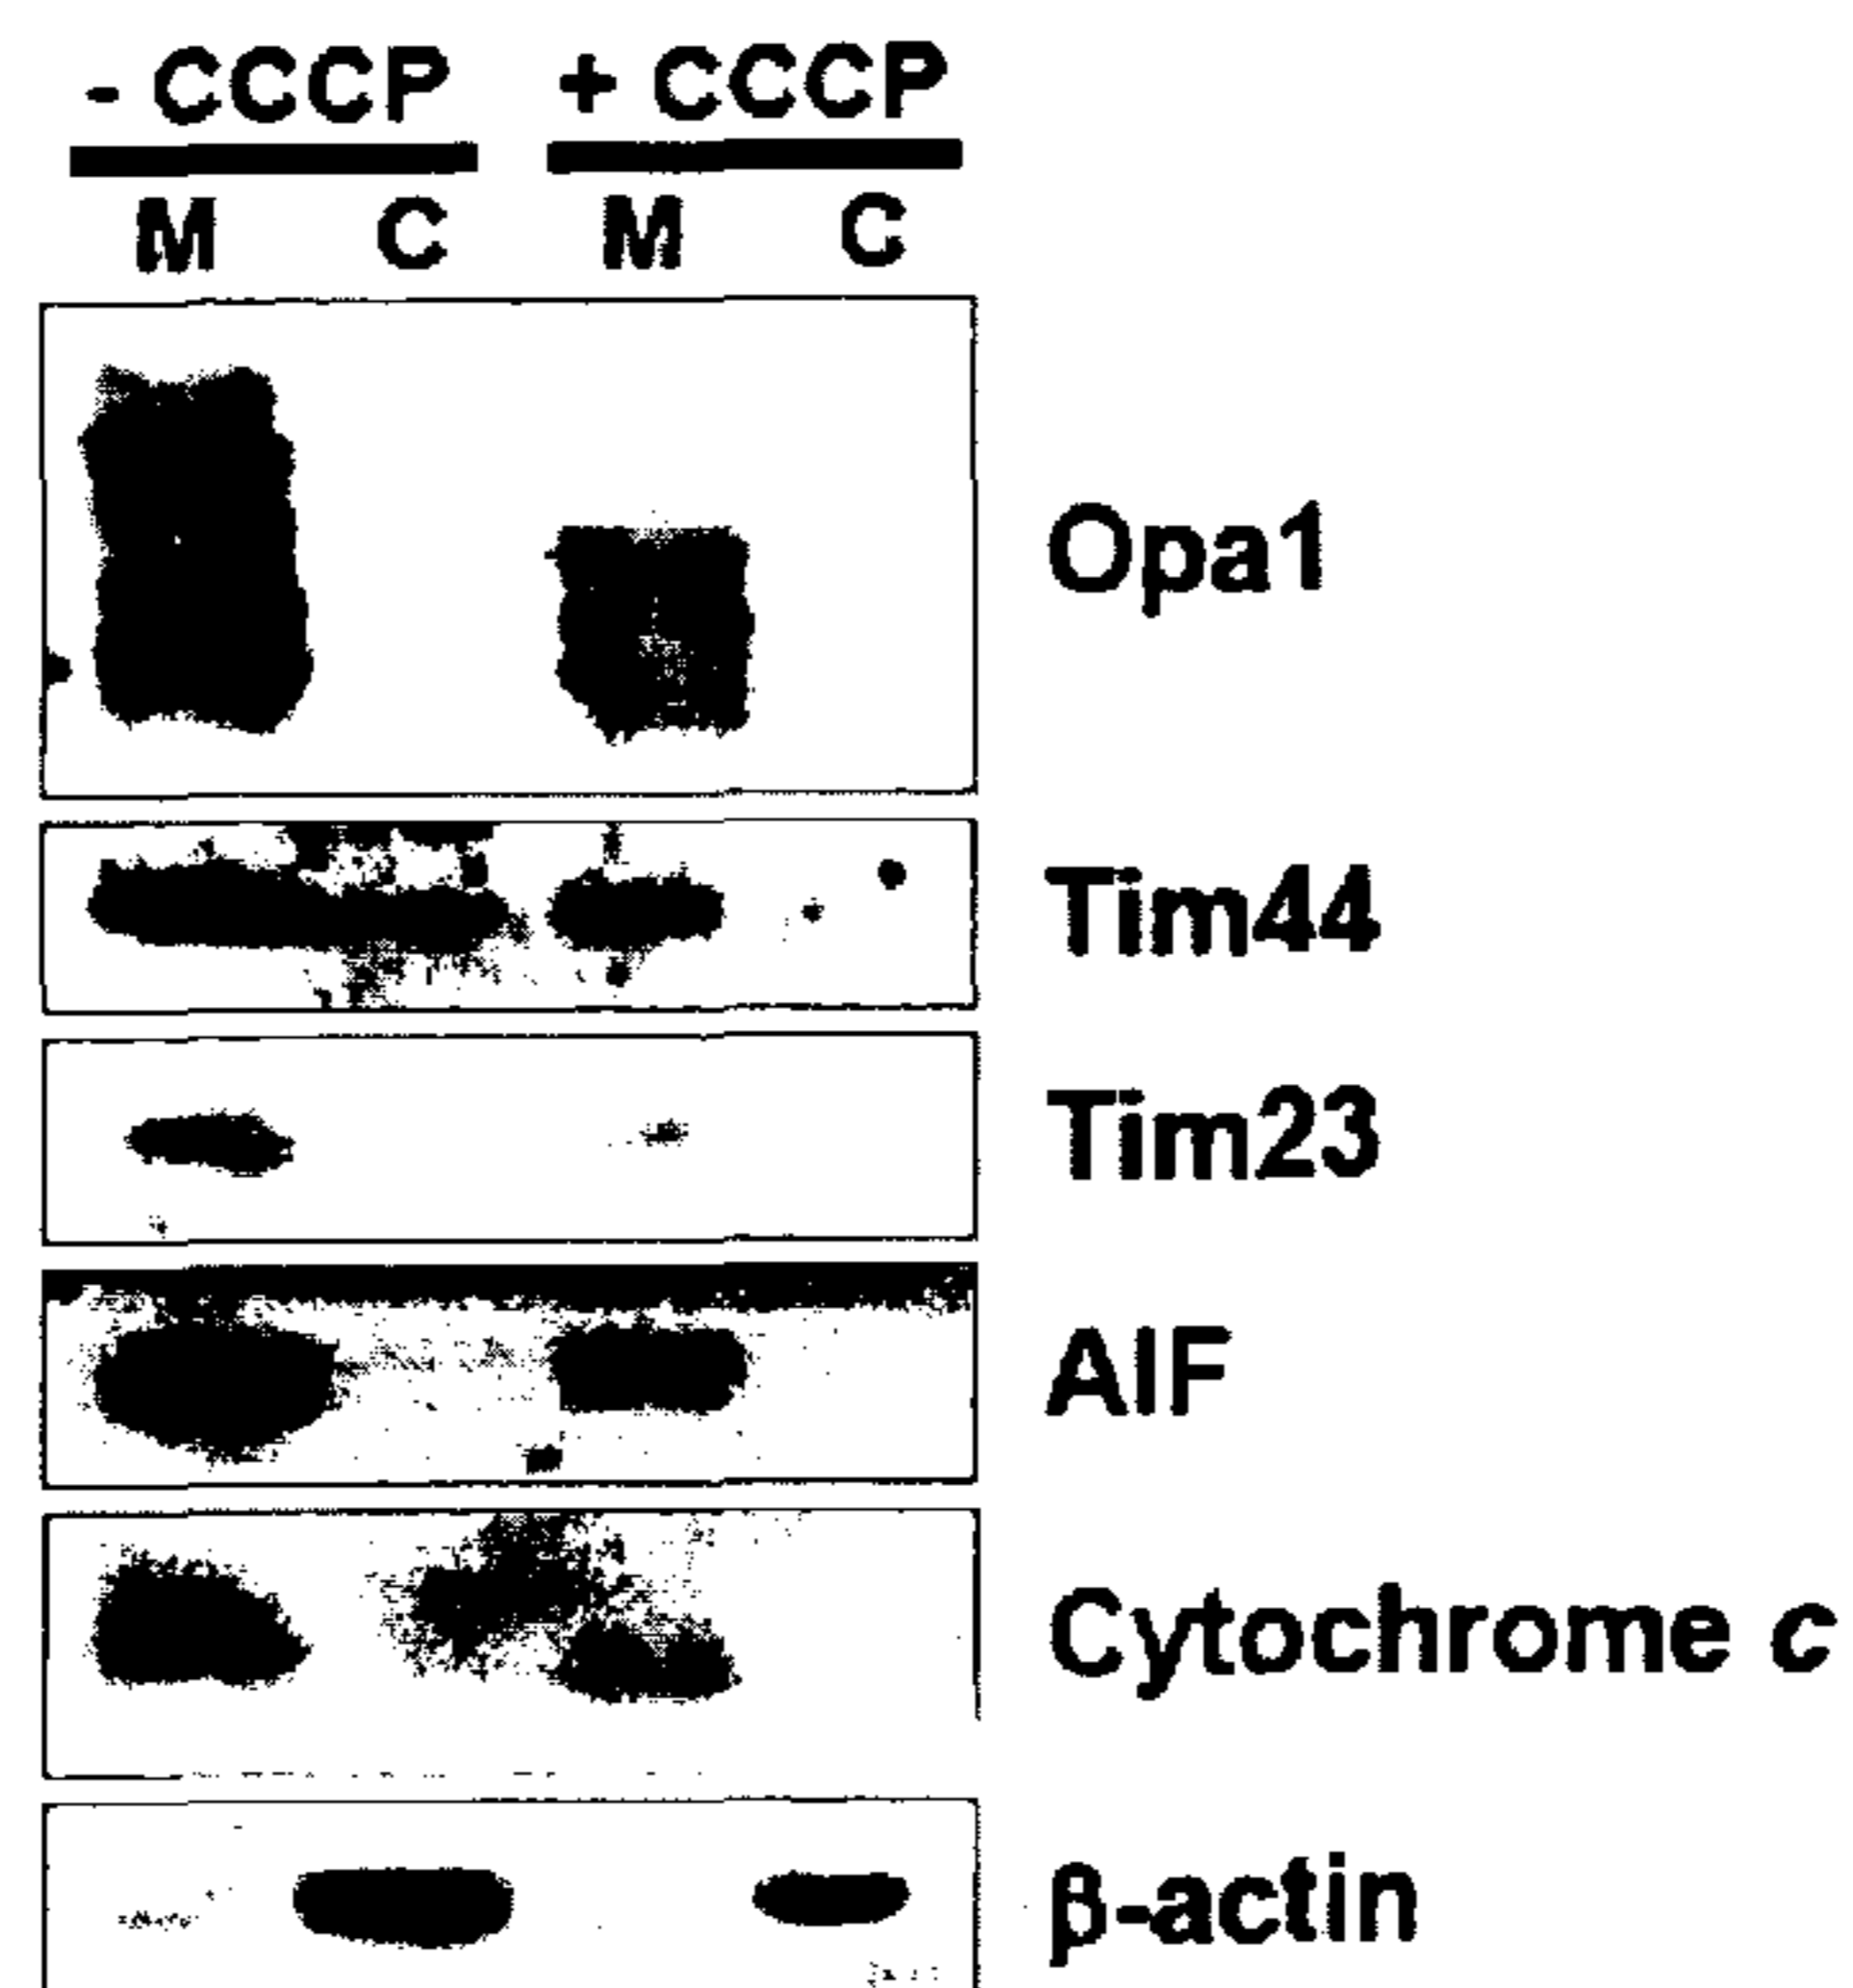 - CCCP + CCCP
M C M C
Opa1
Tim44
Tim23
AIF
Cytochrome c
β-actin